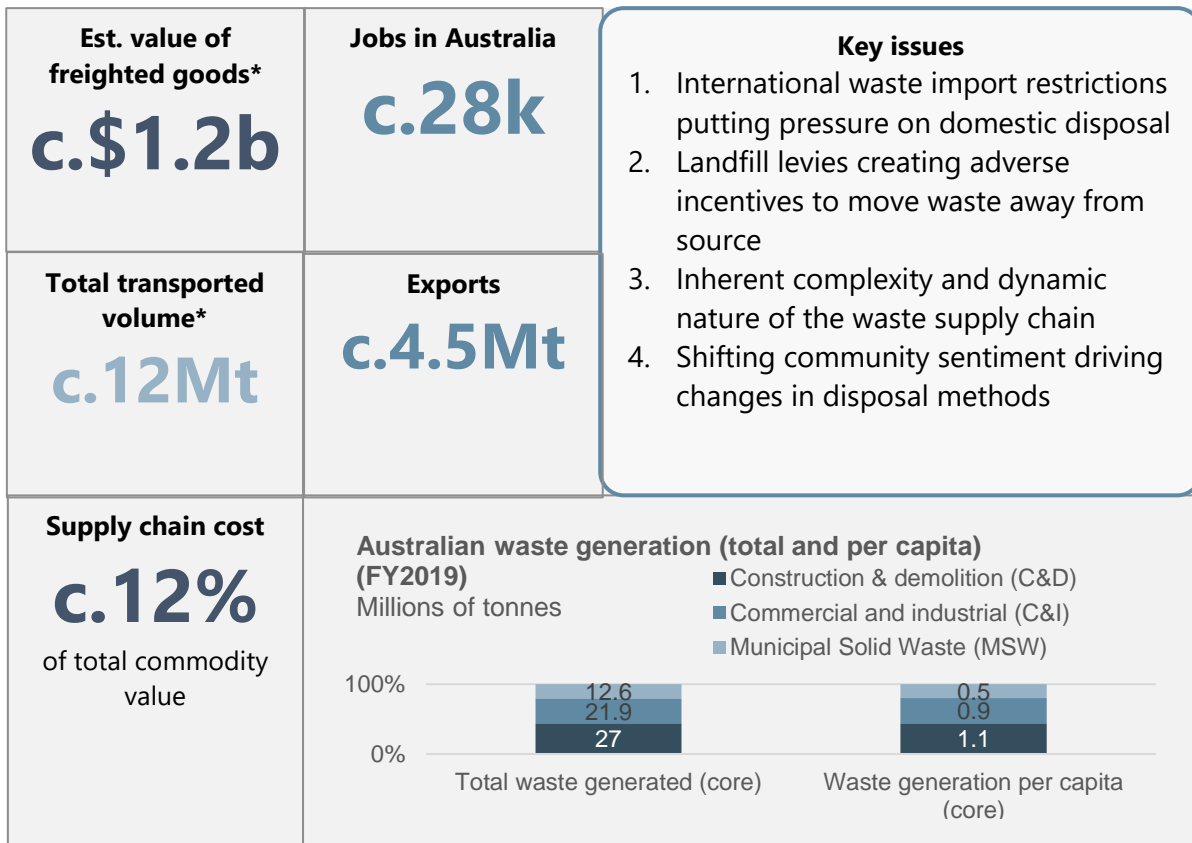 Est. value of
freighted goods*
c.$1.2b
Jobs in Australia
c.28k
Key issues
1. International waste import restrictions
putting pressure on domestic disposal
2. Landfill levies creating adverse
incentives to move waste away from
source
3. Inherent complexity and dynamic
nature of the waste supply chain
4. Shifting community sentiment driving
changes in disposal methods
Total transported
volume*
c.12Mt
Exports
c.4.5Mt
Supply chain cost
c.12%
of total commodity
value
Australian waste generation (total and per capita)
(FY2019)
Millions of tonnes
Construction & demolition (C&D)
Commercial and industrial (C&I)
Municipal Solid Waste (MSW)
100%
0%
12.6
21.9
27
0.5
0.9
1.1
Total waste generated (core)
Waste generation per capita
(core)